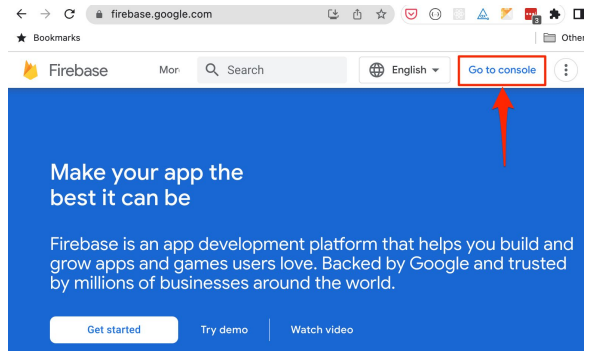 firebase.google.com
3
Bookmarks
Other
Firebase
Mor
Search
English
Go to console
Make your app the
best it can be
Firebase is an app development platform that helps you build and
grow apps and games users love. Backed by Google and trusted
by millions of businesses around the world.
Get started
Try demo
Watch video